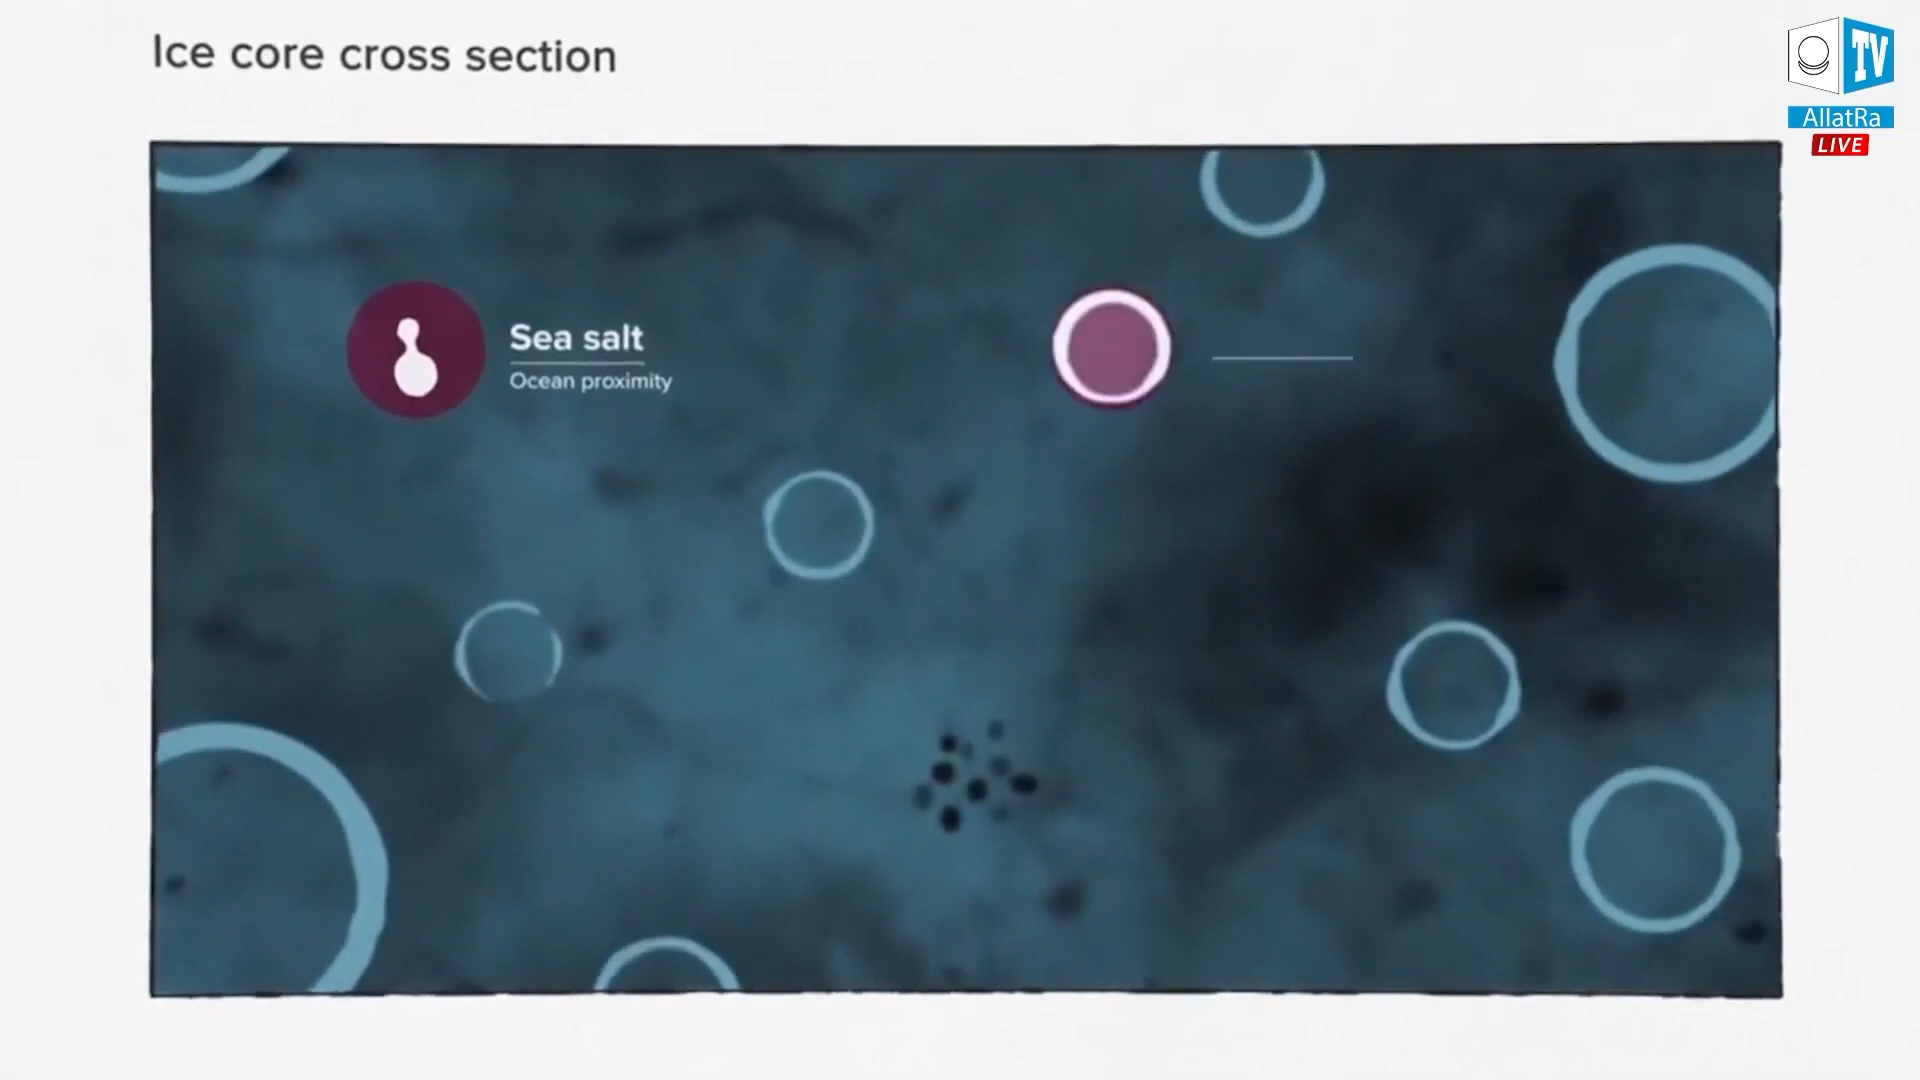 Ice core cross section
TV
AllatRa
LIVE
Sea salt
Ocean proximity